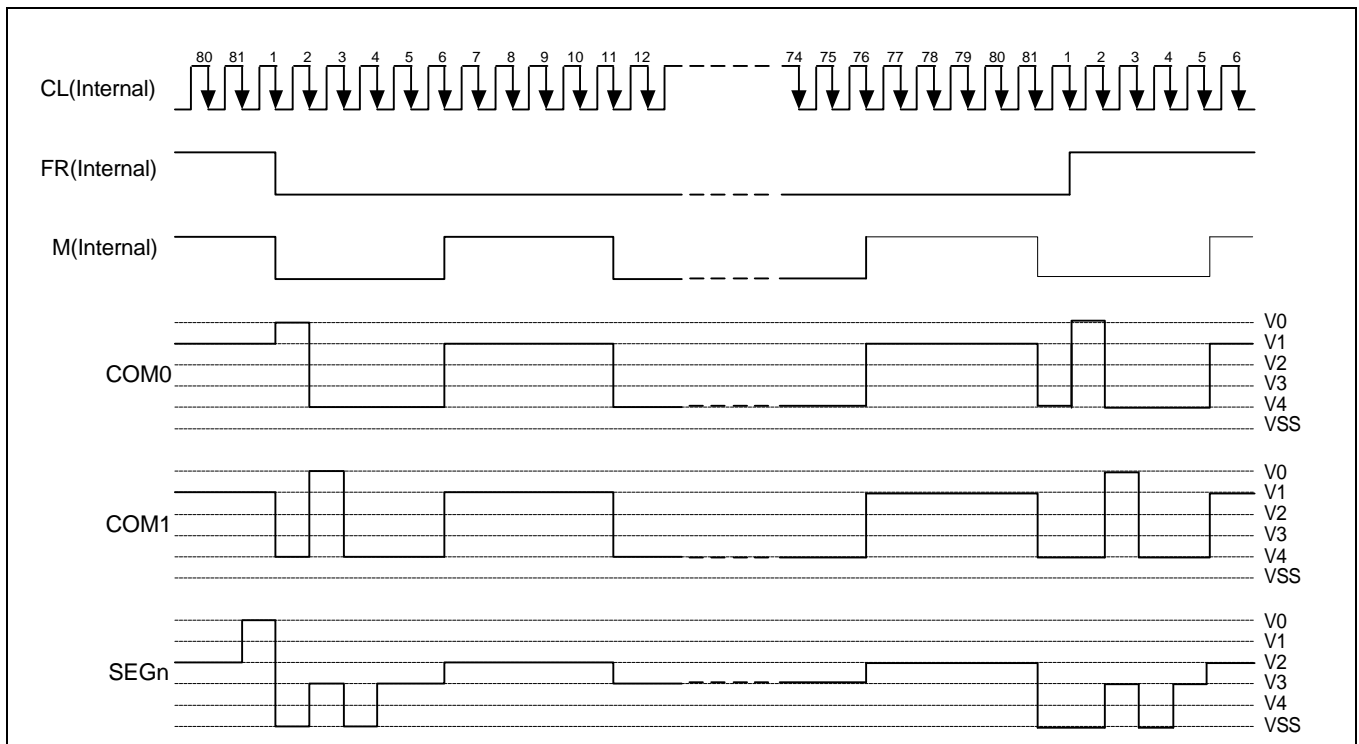 80 81 1 2 3 4 5 6 7 8 9 10 11 12 74 75 76 77 78 79 80 81 1 2 3 4 5 6
CL(Internal)
FR(Internal)
M(Internal)
COM0
V0
V1
V2
V3
V4
VSS
COM1
V0
V1
V2
V3
V4
VSS
SEGn
V0
V1
V2
V3
V4
VSS